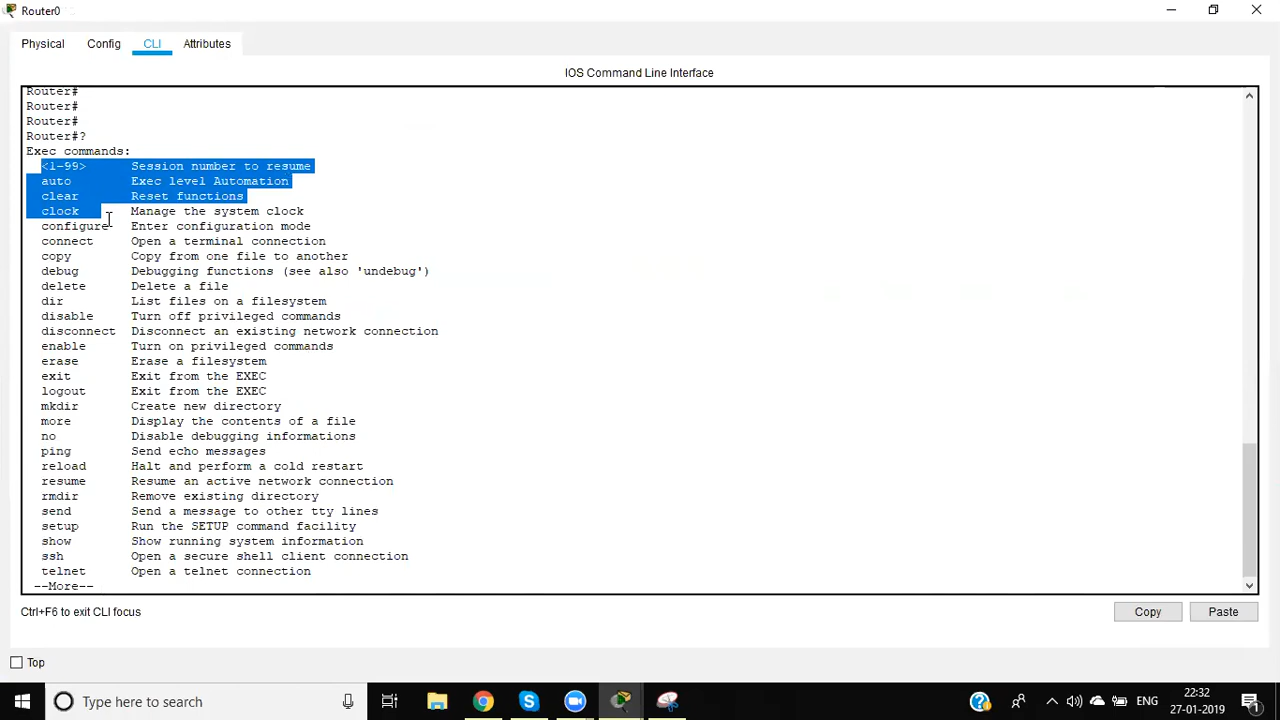 Router0
Physical Config CLI Attributes
IOS Command Line Interface
Router#
Router#
Router#
Router#?
Exec commands:
<1-99> Session number to resume
auto Exec level Automation
clear Reset functions
clock Manage the system clock
configure Enter configuration mode
connect Open a terminal connection
copy Copy from one file to another
debug Debugging functions (see also 'undebug')
delete Delete a file
dir List files on a filesystem
disable Turn off privileged commands
disconnect Disconnect an existing network connection
enable Turn on privileged commands
erase Erase a filesystem
exit Exit from the EXEC
logout Exit from the EXEC
mkdir Create new directory
more Display the contents of a file
no Disable debugging informations
ping Send echo messages
reload Halt and perform a cold restart
resume Resume an active network connection
rmdir Remove existing directory
send Send a message to other tty lines
setup Run the SETUP command facility
show Show running system information
ssh Open a secure shell client connection
telnet Open a telnet connection
--More--
Ctrl+F6 to exit CLI focus
Copy Paste
Top
Type here to search
ENG
22:32
27-01-2019
1